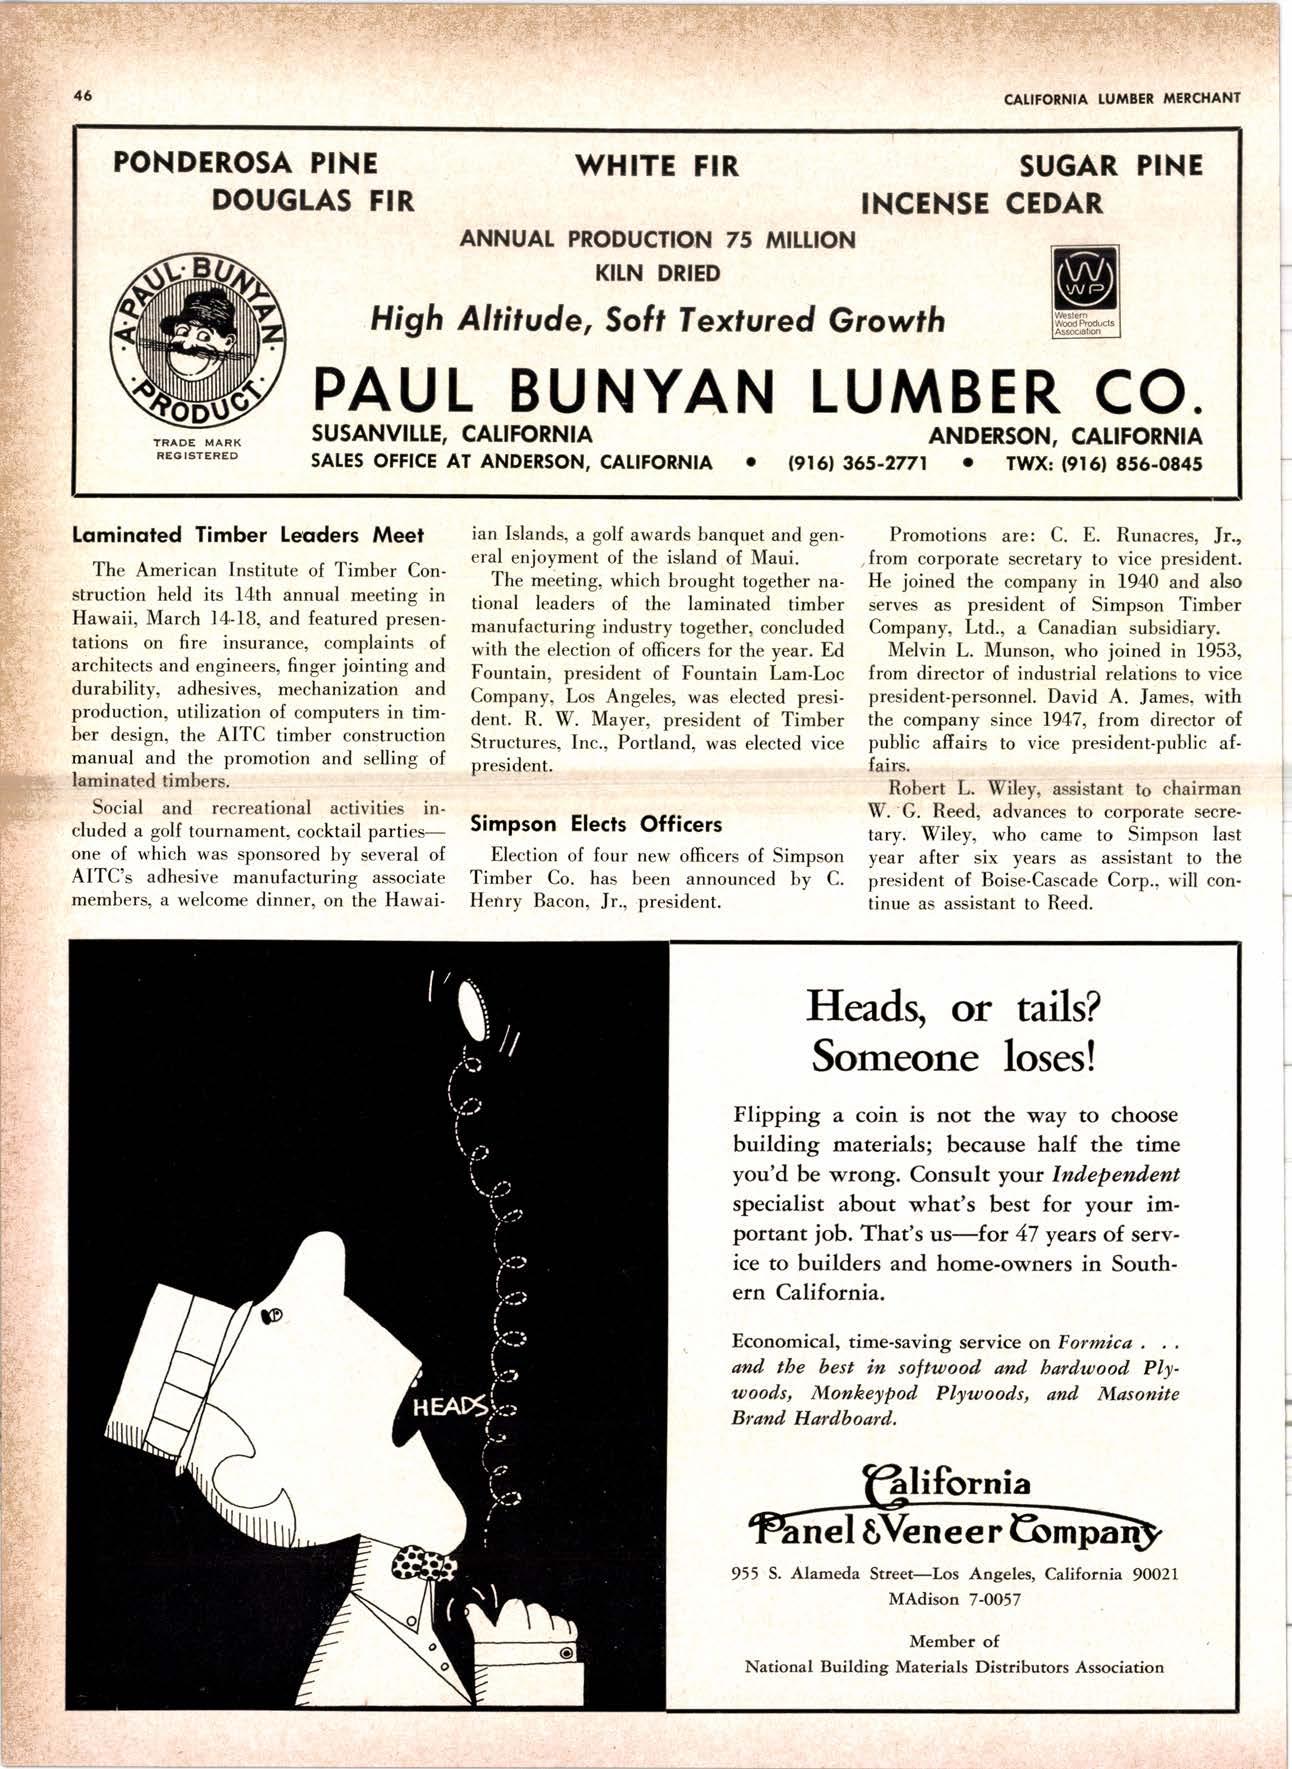 46
CALIFORNIA LUMBER MERCHANT
PONDEROSA PINE WHITE FIR SUGAR PINE
DOUGLAS FIR INCENSE CEDAR
ANNUAL PRODUCTION 75 MILLION
KILN DRIED
High Altitude, Soft Textured Growth
A · PAUL · BUNYAN ·
· PRODUCT ·
TRADE MARK
REGISTERED
WWP
Western
Wood Products
Association
PAUL BUNYAN LUMBER CO.
SUSANVILLE, CALIFORNIA ANDERSON, CALIFORNIA
SALES OFFICE AT ANDERSON, CALIFORNIA • (916) 365-2771 • TWX: (916) 856-0845
Laminated Timber Leaders Meet
The American Institute of Timber Con-
struction held its 14th annual meeting in
Hawaii, March 14-18, and featured presen-
tations on fire insurance, complaints of
architects and engineers, finger jointing and
durability, adhesives, mechanization and
production, utilization of computers in tim-
ber design, the AITC timber construction
manual and the promotion and selling of
laminated timbers.
Social and recreational activities in-
cluded a golf tournament, cocktail parties—
one of which was sponsored by several of
AITC's adhesive manufacturing associate
members, a welcome dinner, on the Hawai-
ian Islands, a golf awards banquet and gen-
eral enjoyment of the island of Maui.
The meeting, which brought together na-
tional leaders of the laminated timber
manufacturing industry together, concluded
with the election of officers for the year. Ed
Fountain, president of Fountain Lam-Loc
Company, Los Angeles, was elected presi-
dent. R. W. Mayer, president of Timber
Structures, Inc., Portland, was elected vice
president.
Simpson Elects Officers
Election of four new officers of Simpson
Timber Co. has been announced by C.
Henry Bacon, Jr., president.
Promotions are: C. E. Runacres, Jr.,
from corporate secretary to vice president.
He joined the company in 1940 and also
serves as president of Simpson Timber
Company, Ltd., a Canadian subsidiary.
Melvin L. Munson, who joined in 1953,
from director of industrial relations to vice
president-personnel. David A. James, with
the company since 1947, from director of
public affairs to vice president-public af-
fairs.
Robert L. Wiley, assistant to chairman
W. G. Reed, advances to corporate secre-
tary. Wiley, who came to Simpson last
year after six years as assistant to the
president of Boise-Cascade Corp., will con-
tinue as assistant to Reed.
HEADS
Heads, or tails?
Someone loses!
Flipping a coin is not the way to choose
building materials; because half the time
you'd be wrong. Consult your Independent
specialist about what's best for your im-
portant job. That's us—for 47 years of serv-
ice to builders and home-owners in South-
ern California.
Economical, time-saving service on Formica . . .
and the best in softwood and hardwood Ply-
woods, Monkeypod Plywoods, and Masonite
Brand Hardboard.
California
Panel & Veneer Company
955 S. Alameda Street—Los Angeles, California 90021
MAdison 7-0057
Member of
National Building Materials Distributors Association